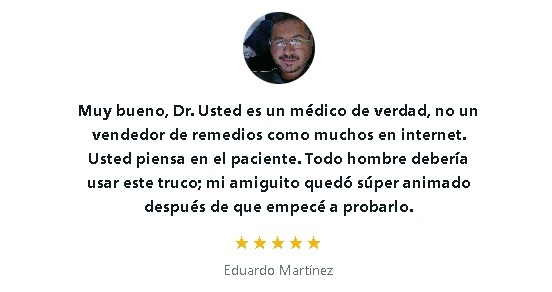 Muy bueno, Dr. Usted es un médico de verdad, no un
vendedor de remedios como muchos en internet.
Usted piensa en el paciente. Todo hombre debería
usar este truco; mi amiguito quedó súper animado
después de que empecé a probarlo.
Eduardo Martínez